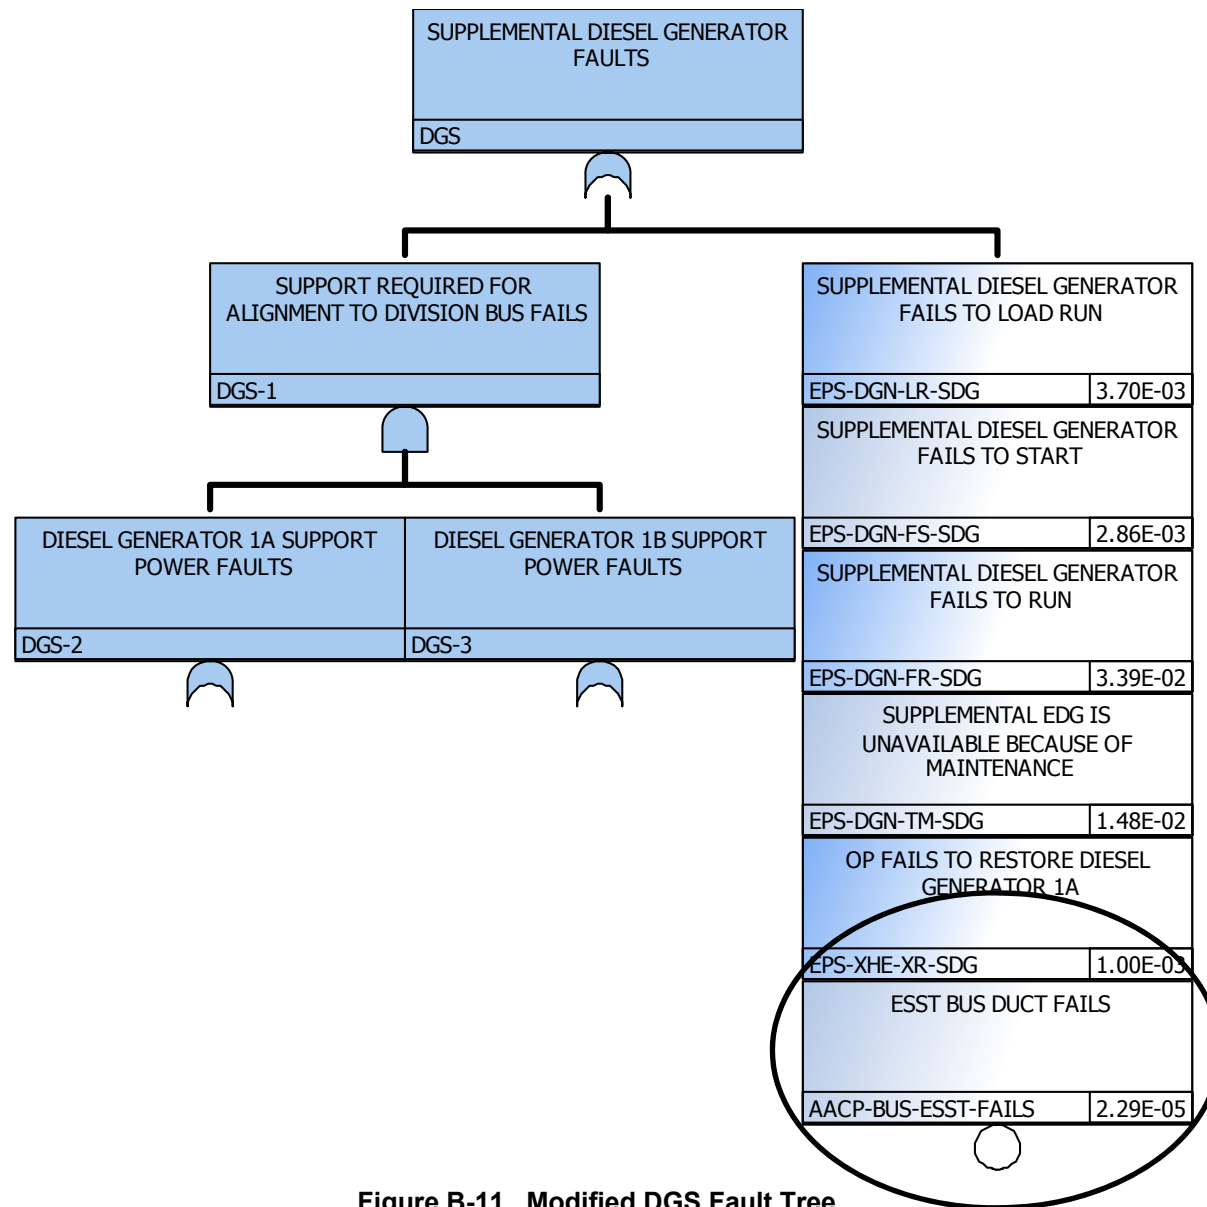 SUPPLEMENTAL DIESEL GENERATOR
FAULTS
DGS
SUPPORT REQUIRED FOR
ALIGNMENT TO DIVISION BUS FAILS
DGS-1
DIESEL GENERATOR 1A SUPPORT
POWER FAULTS
DGS-2
DIESEL GENERATOR 1B SUPPORT
POWER FAULTS
DGS-3
SUPPLEMENTAL DIESEL GENERATOR
FAILS TO LOAD RUN
EPS-DGN-LR-SDG 3.70E-03
SUPPLEMENTAL DIESEL GENERATOR
FAILS TO START
EPS-DGN-FS-SDG 2.86E-03
SUPPLEMENTAL DIESEL GENERATOR
FAILS TO RUN
EPS-DGN-FR-SDG 3.39E-02
SUPPLEMENTAL EDG IS
UNAVAILABLE BECAUSE OF
MAINTENANCE
EPS-DGN-TM-SDG 1.48E-02
OP FAILS TO RESTORE DIESEL
GENERATOR 1A
EPS-XHE-XR-SDG 1.00E-03
ESST BUS DUCT FAILS
AACP-BUS-ESST-FAILS 2.29E-05
Figure B-11 Modified DGS Fault Tree